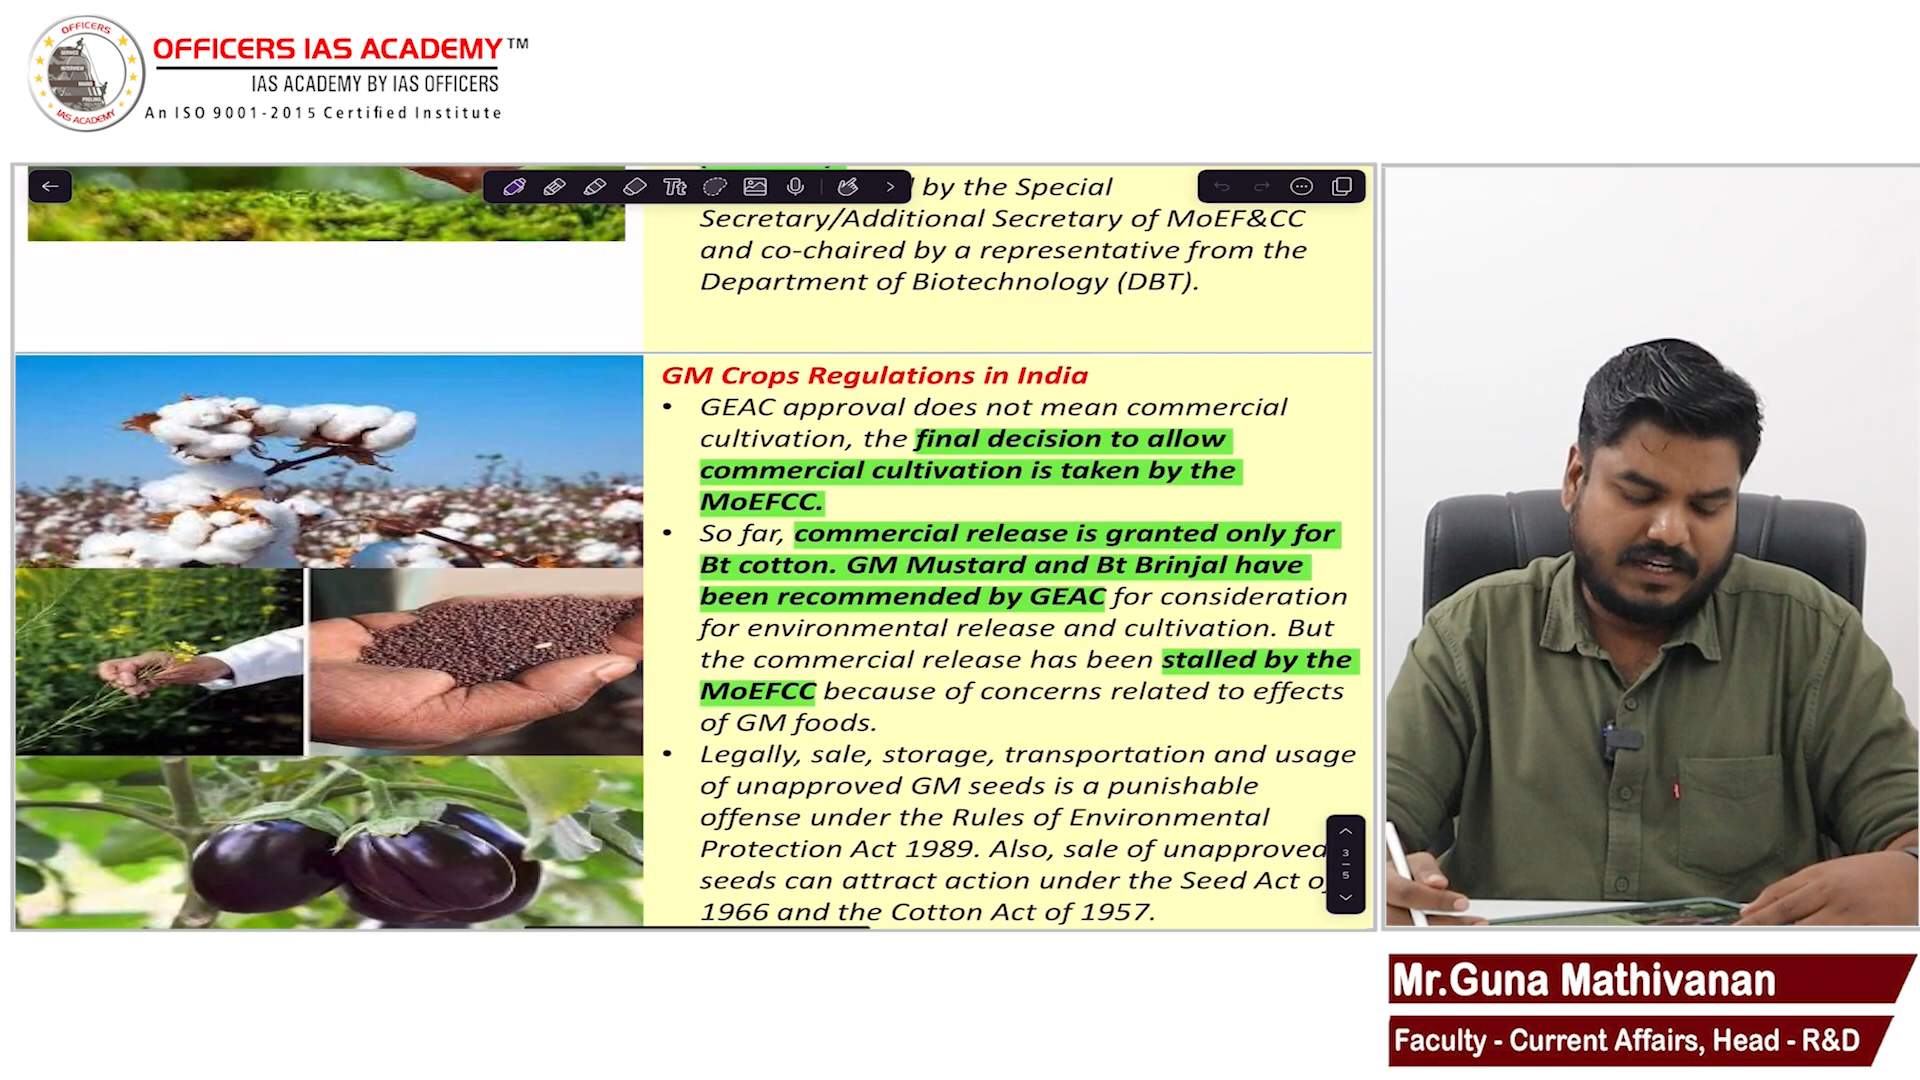 OFFICERS IAS ACADEMY™
IAS ACADEMY BY IAS OFFICERS
An ISO 9001-2015 Certified Institute
OFFICERS
IAS ACADEMY
by the Special
Secretary/Additional Secretary of MoEF&CC
and co-chaired by a representative from the
Department of Biotechnology (DBT).
GM Crops Regulations in India
• GEAC approval does not mean commercial
cultivation, the final decision to allow
commercial cultivation is taken by the
MoEFCC.
• So far, commercial release is granted only for
Bt cotton. GM Mustard and Bt Brinjal have
been recommended by GEAC for consideration
for environmental release and cultivation. But
the commercial release has been stalled by the
MoEFCC because of concerns related to effects
of GM foods.
• Legally, sale, storage, transportation and usage
of unapproved GM seeds is a punishable
offense under the Rules of Environmental
Protection Act 1989. Also, sale of unapproved
seeds can attract action under the Seed Act of
1966 and the Cotton Act of 1957.
Tt
3
5
Mr.Guna Mathivanan
Faculty - Current Affairs, Head - R&D